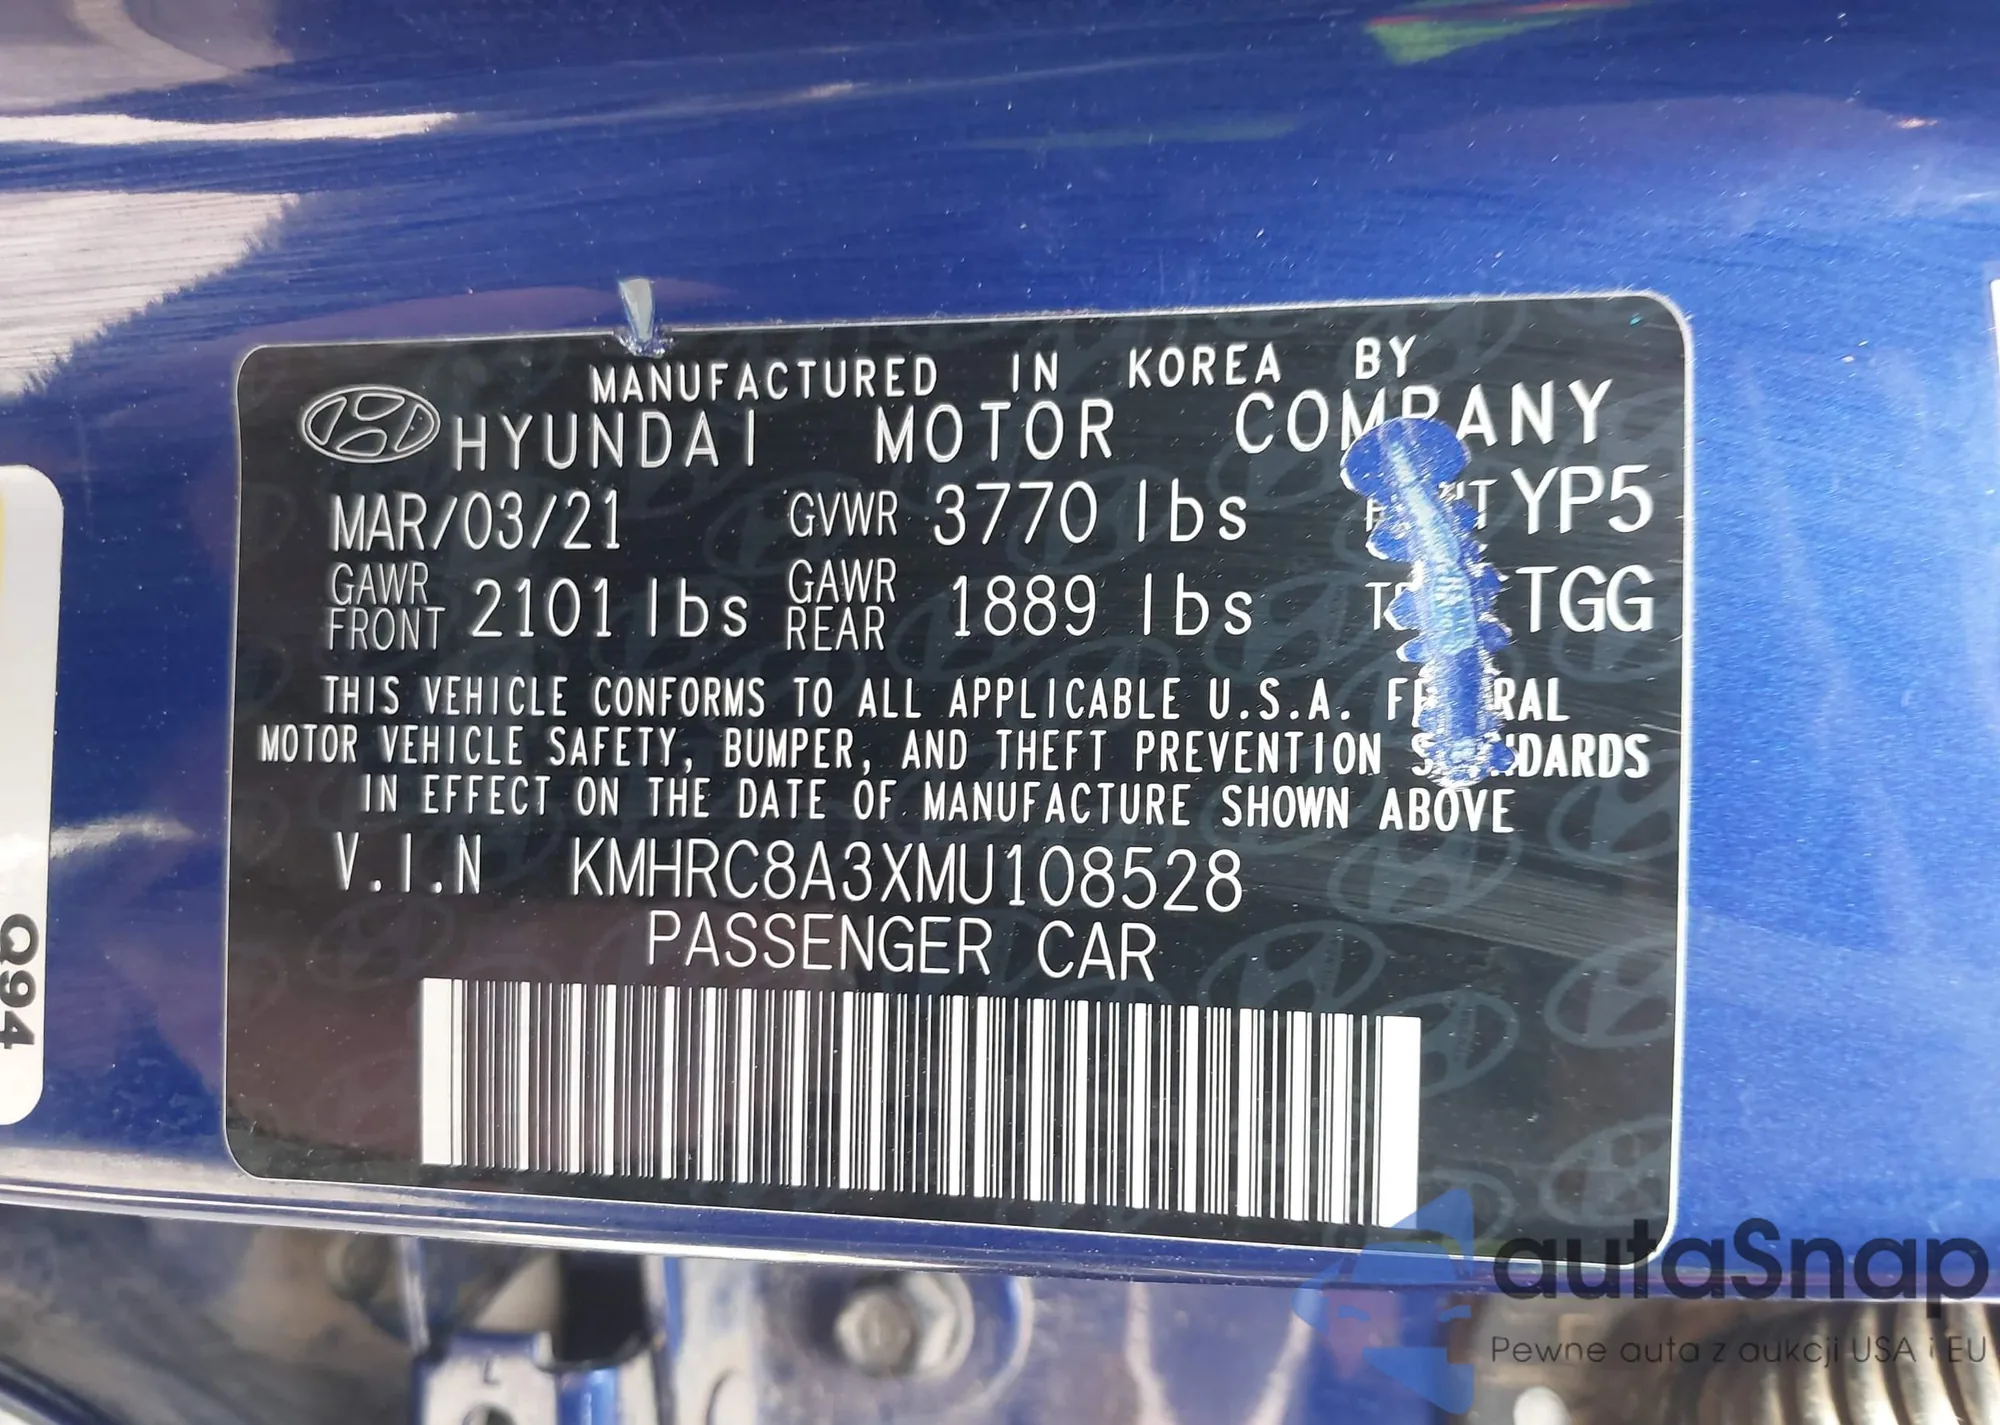 MANUFACTURED IN KOREA BY
HYUNDAI MOTOR COMPANY
MAR/03/21 GVWR 3770 lbs YP5
GAWR FRONT 2101 lbs GAWR REAR 1889 lbs TGG
THIS VEHICLE CONFORMS TO ALL APPLICABLE U.S.A. FEDERAL
MOTOR VEHICLE SAFETY, BUMPER, AND THEFT PREVENTION STANDARDS
IN EFFECT ON THE DATE OF MANUFACTURE SHOWN ABOVE
V.I.N KMHRC8A3XMU108528
PASSENGER CAR
Q94
autaSnap
Pewne auta z aukcji USA i EU